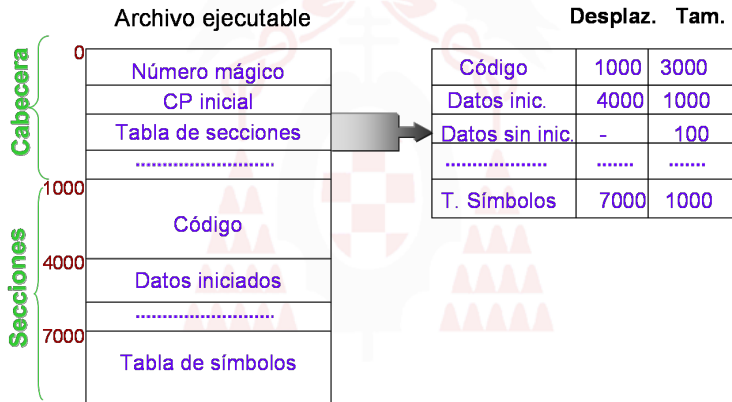 Archivo ejecutable
Desplaz. Tam.
Cabecera
0
Número mágico
CP inicial
Tabla de secciones
............................
Código 1000 3000
Datos inic. 4000 1000
Datos sin inic. - 100
................... ....... .......
T. Símbolos 7000 1000
Secciones
1000
Código
4000
Datos iniciados
............................
7000
Tabla de símbolos